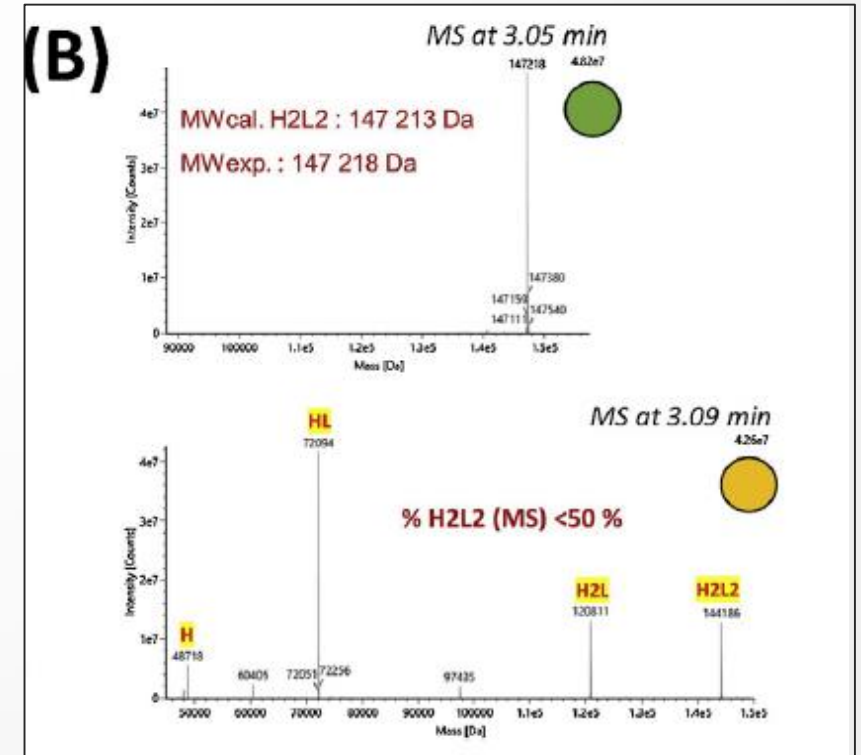 (B)
MS at 3.05 min
147218
4.82e7
4e7
MWcal. H2L2 : 147 213 Da
MWexp. : 147 218 Da
3e7
Intensity [Counts]
2e7
1e7
147380
147159
147540
147111
0
90000 100000 1.1e5 1.2e5 1.3e5 1.4e5 1.5e5
Mass [Da]
MS at 3.09 min
HL
72094
4.26e7
4e7
% H2L2 (MS) <50 %
3e7
Intensity [Counts]
2e7
H2L
H2L2
120811
144186
1e7
H
48718
60405
72051
72256
97435
0
50000 60000 70000 80000 90000 100000 1.1e5 1.2e5 1.3e5 1.4e5 1.5e5
Mass [Da]